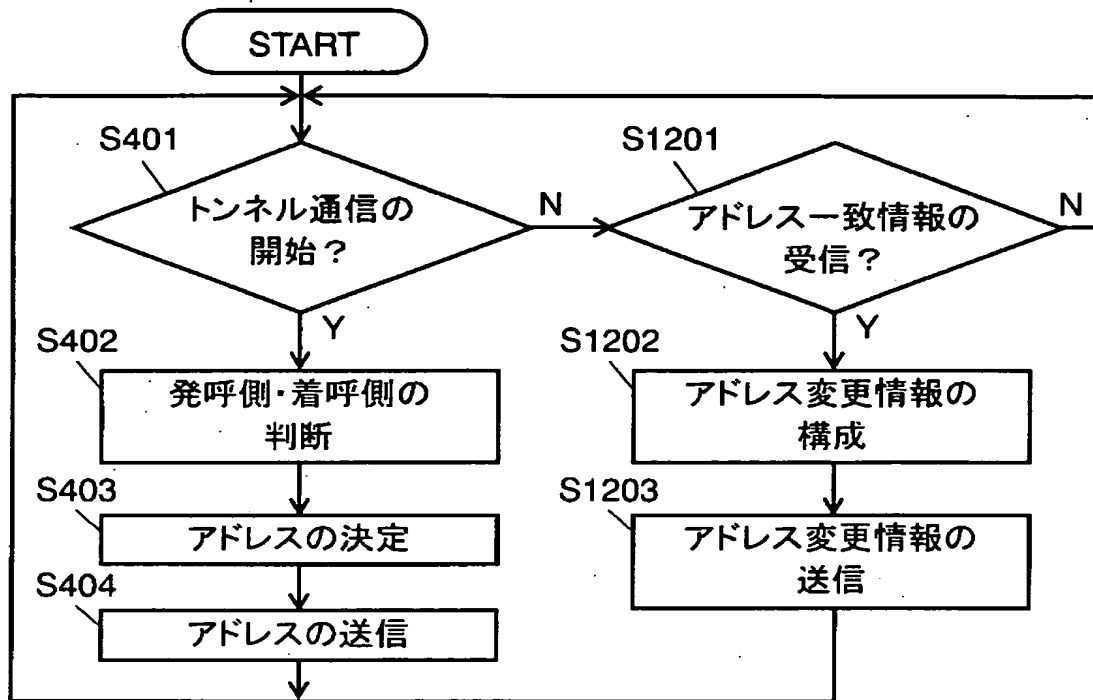 START
S401
トンネル通信の
開始？
N
Y
S1201
アドレス一致情報の
受信？
N
Y
S402
発呼側・着呼側の
判断
S403
アドレスの決定
S404
アドレスの送信
S1202
アドレス変更情報の
構成
S1203
アドレス変更情報の
送信